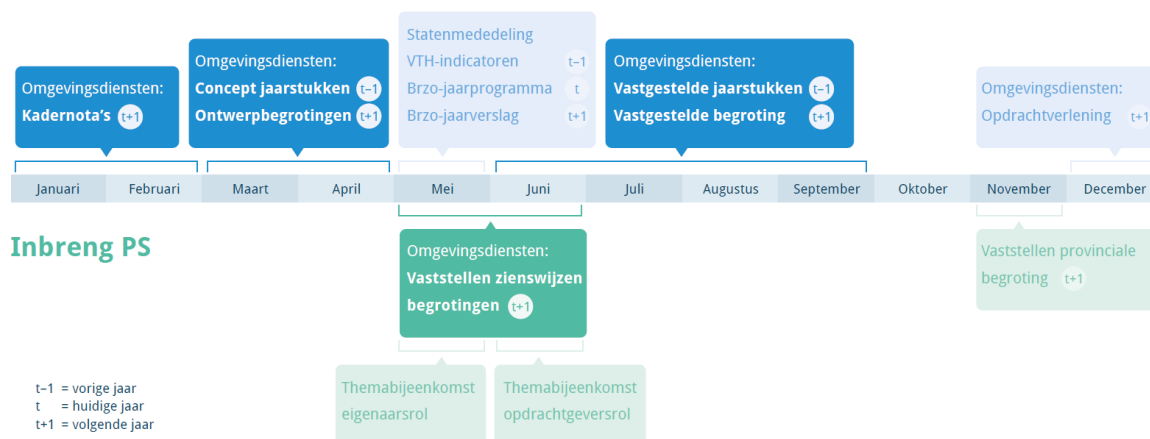 Omgevingsdiensten:
Kadernota's t+1
Omgevingsdiensten:
Concept jaarstukken t–1
Ontwerpbegrotingen t+1
Statenmededeling
VTH-indicatoren t–1
Brzo-jaarprogramma t
Brzo-jaarverslag t+1
Omgevingsdiensten:
Vastgestelde jaarstukken t–1
Vastgestelde begroting t+1
Omgevingsdiensten:
Opdrachtverlening t+1
Januari Februari Maart April Mei Juni Juli Augustus September Oktober November December
Inbreng PS
Omgevingsdiensten:
Vaststellen zienswijzen
begrotingen t+1
Vaststellen provinciale
begroting t+1
Themabijeenkomst
eigenaarsrol
Themabijeenkomst
opdrachtgeversrol
t–1 = vorige jaar
t = huidige jaar
t+1 = volgende jaar